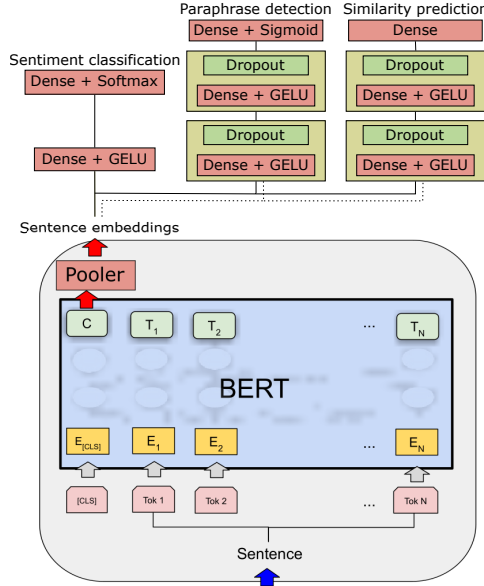 Paraphrase detection Similarity prediction
Dense + Sigmoid Dense
Sentiment classification Dropout Dropout
Dense + Softmax Dense + GELU Dense + GELU
Dropout Dropout
Dense + GELU Dense + GELU Dense + GELU
Sentence embeddings
Pooler
C T1 T2 ... TN
BERT
E[CLS] E1 E2 ... EN
[CLS] Tok 1 Tok 2 ... Tok N
Sentence